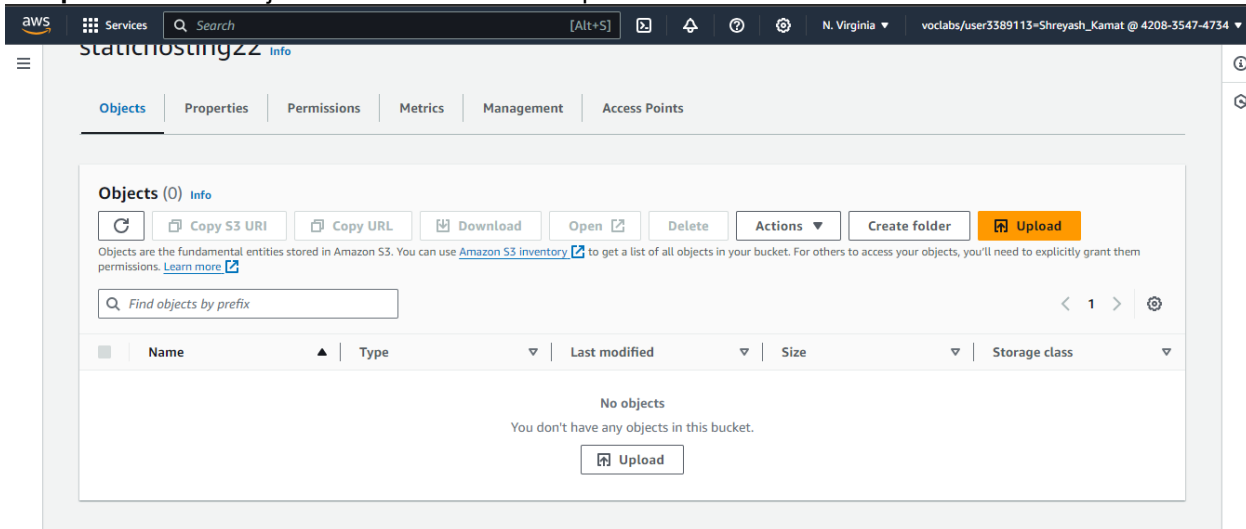 aws Services Search [Alt+S] N. Virginia ▼ voclabs/user3389113=Shreyash_Kamat @ 4208-3547-4734 ▼
statichosting22 Info
Objects Properties Permissions Metrics Management Access Points
Objects (0) Info
Copy S3 URI Copy URL Download Open Delete Actions ▼ Create folder Upload
Objects are the fundamental entities stored in Amazon S3. You can use Amazon S3 inventory to get a list of all objects in your bucket. For others to access your objects, you'll need to explicitly grant them
permissions. Learn more
Find objects by prefix
1
Name Type Last modified Size Storage class
No objects
You don't have any objects in this bucket.
Upload